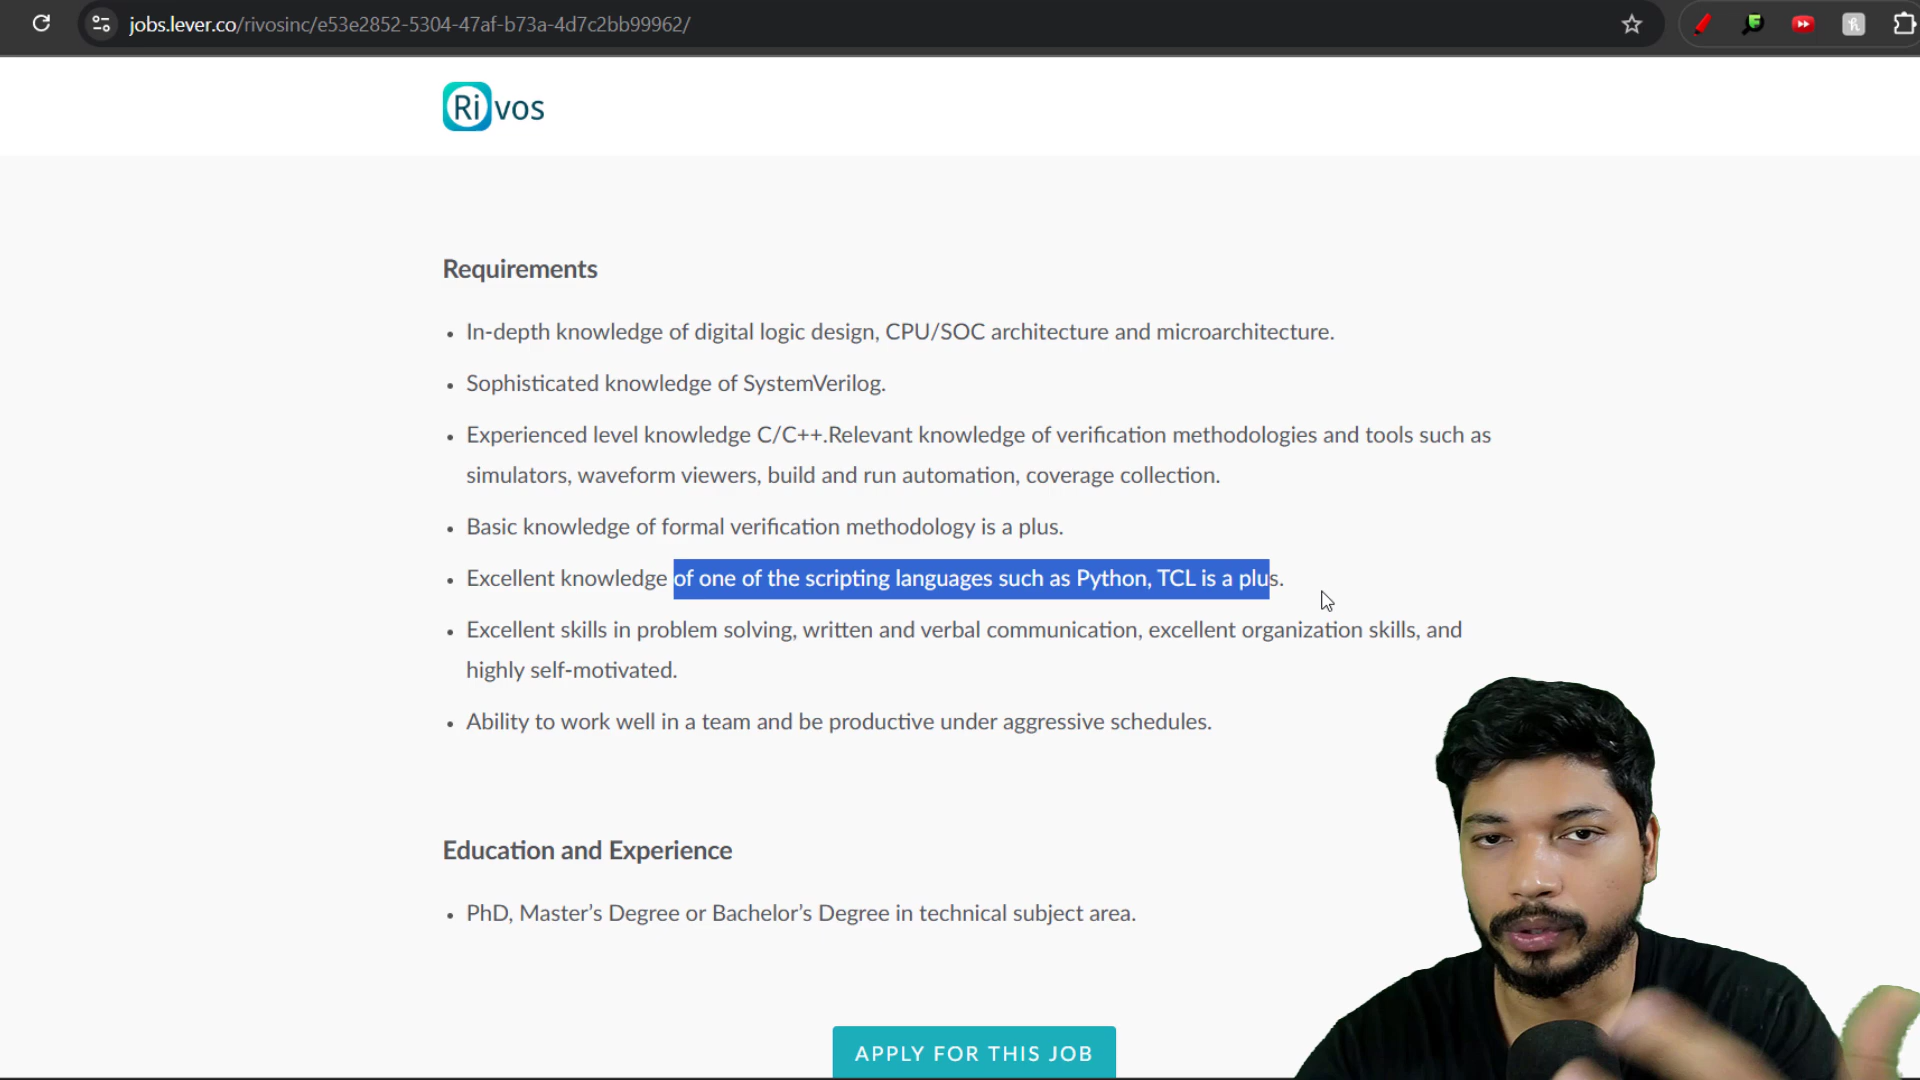 jobs.lever.co/rivosinc/e53e2852-5304-47af-b73a-4d7c2bb99962/
Rivos
Requirements
• In-depth knowledge of digital logic design, CPU/SOC architecture and microarchitecture.
• Sophisticated knowledge of SystemVerilog.
• Experienced level knowledge C/C++.Relevant knowledge of verification methodologies and tools such as
simulators, waveform viewers, build and run automation, coverage collection.
• Basic knowledge of formal verification methodology is a plus.
• Excellent knowledge of one of the scripting languages such as Python, TCL is a plus.
• Excellent skills in problem solving, written and verbal communication, excellent organization skills, and
highly self-motivated.
• Ability to work well in a team and be productive under aggressive schedules.
Education and Experience
• PhD, Master’s Degree or Bachelor’s Degree in technical subject area.
APPLY FOR THIS JOB